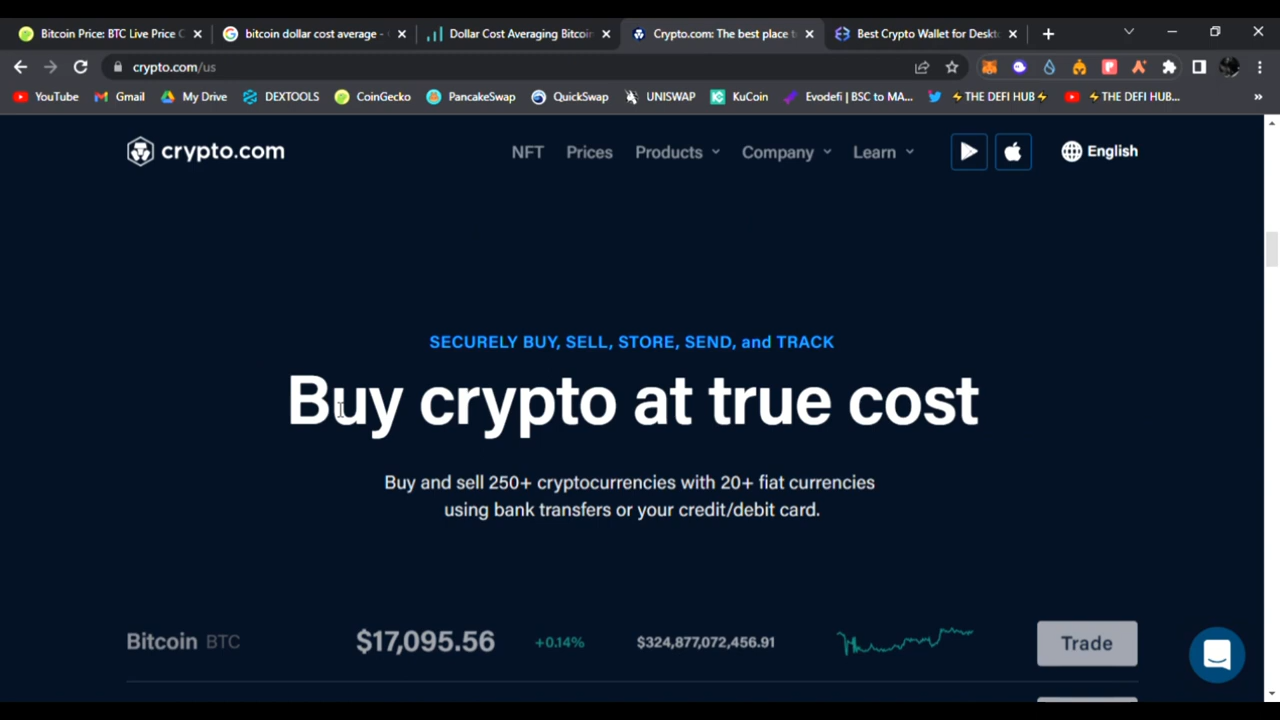 Bitcoin Price: BTC Live Price C
bitcoin dollar cost average -
Dollar Cost Averaging Bitcoin
Crypto.com: The best place t
Best Crypto Wallet for Deskt
crypto.com/us
YouTube
Gmail
My Drive
DEXTOOLS
CoinGecko
PancakeSwap
QuickSwap
UNISWAP
KuCoin
Evodefi | BSC to MA...
⚡THE DEFI HUB⚡
⚡THE DEFI HUB...
crypto.com
NFT
Prices
Products
Company
Learn
English
SECURELY BUY, SELL, STORE, SEND, and TRACK
Buy crypto at true cost
Buy and sell 250+ cryptocurrencies with 20+ fiat currencies
using bank transfers or your credit/debit card.
Bitcoin BTC $17,095.56 +0.14% $324,877,072,456.91 Trade